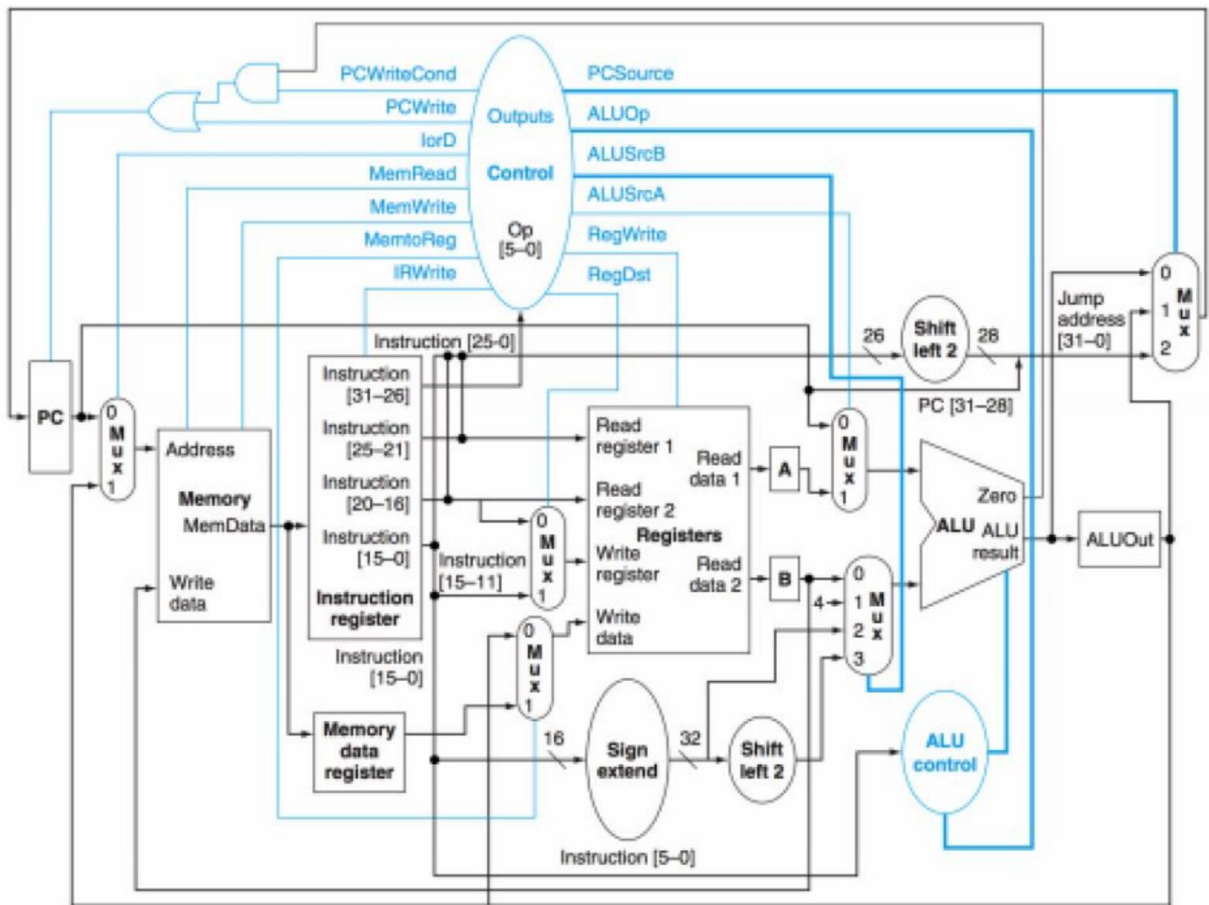 PCWriteCond
PCWrite
IorD
MemRead
MemWrite
MemtoReg
IRWrite
Outputs
Control
Op
[5–0]
PCSource
ALUOp
ALUSrcB
ALUSrcA
RegWrite
RegDst
Instruction [25-0]
26
Shift
left 2
28
Jump
address
[31–0]
0
1
2
M
u
x
PC [31–28]
PC
0
M
u
x
1
Address
Memory
MemData
Write
data
Instruction
[31–26]
Instruction
[25–21]
Instruction
[20–16]
Instruction
[15–0]
Instruction
register
Instruction
[15–0]
Instruction
[15–11]
0
M
u
x
1
0
M
u
x
1
Memory
data
register
Read
register 1
Read
register 2
Registers
Write
register
Write
data
Read
data 1
Read
data 2
A
B
0
M
u
x
1
4
0
1
2
3
M
u
x
Zero
ALU
ALU
result
ALUOut
16
Sign
extend
32
Shift
left 2
ALU
control
Instruction [5–0]